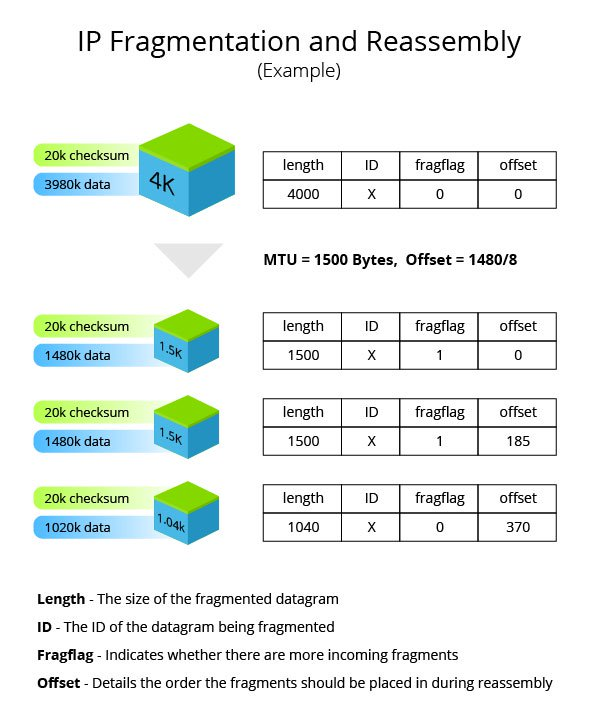 IP Fragmentation and Reassembly
(Example)
20k checksum
3980k data
4K
length ID fragflag offset
4000 X 0 0
MTU = 1500 Bytes, Offset = 1480/8
20k checksum
1480k data
1.5K
length ID fragflag offset
1500 X 1 0
20k checksum
1480k data
1.5K
length ID fragflag offset
1500 X 1 185
20k checksum
1020k data
1.04k
length ID fragflag offset
1040 X 0 370
Length - The size of the fragmented datagram
ID - The ID of the datagram being fragmented
Fragflag - Indicates whether there are more incoming fragments
Offset - Details the order the fragments should be placed in during reassembly